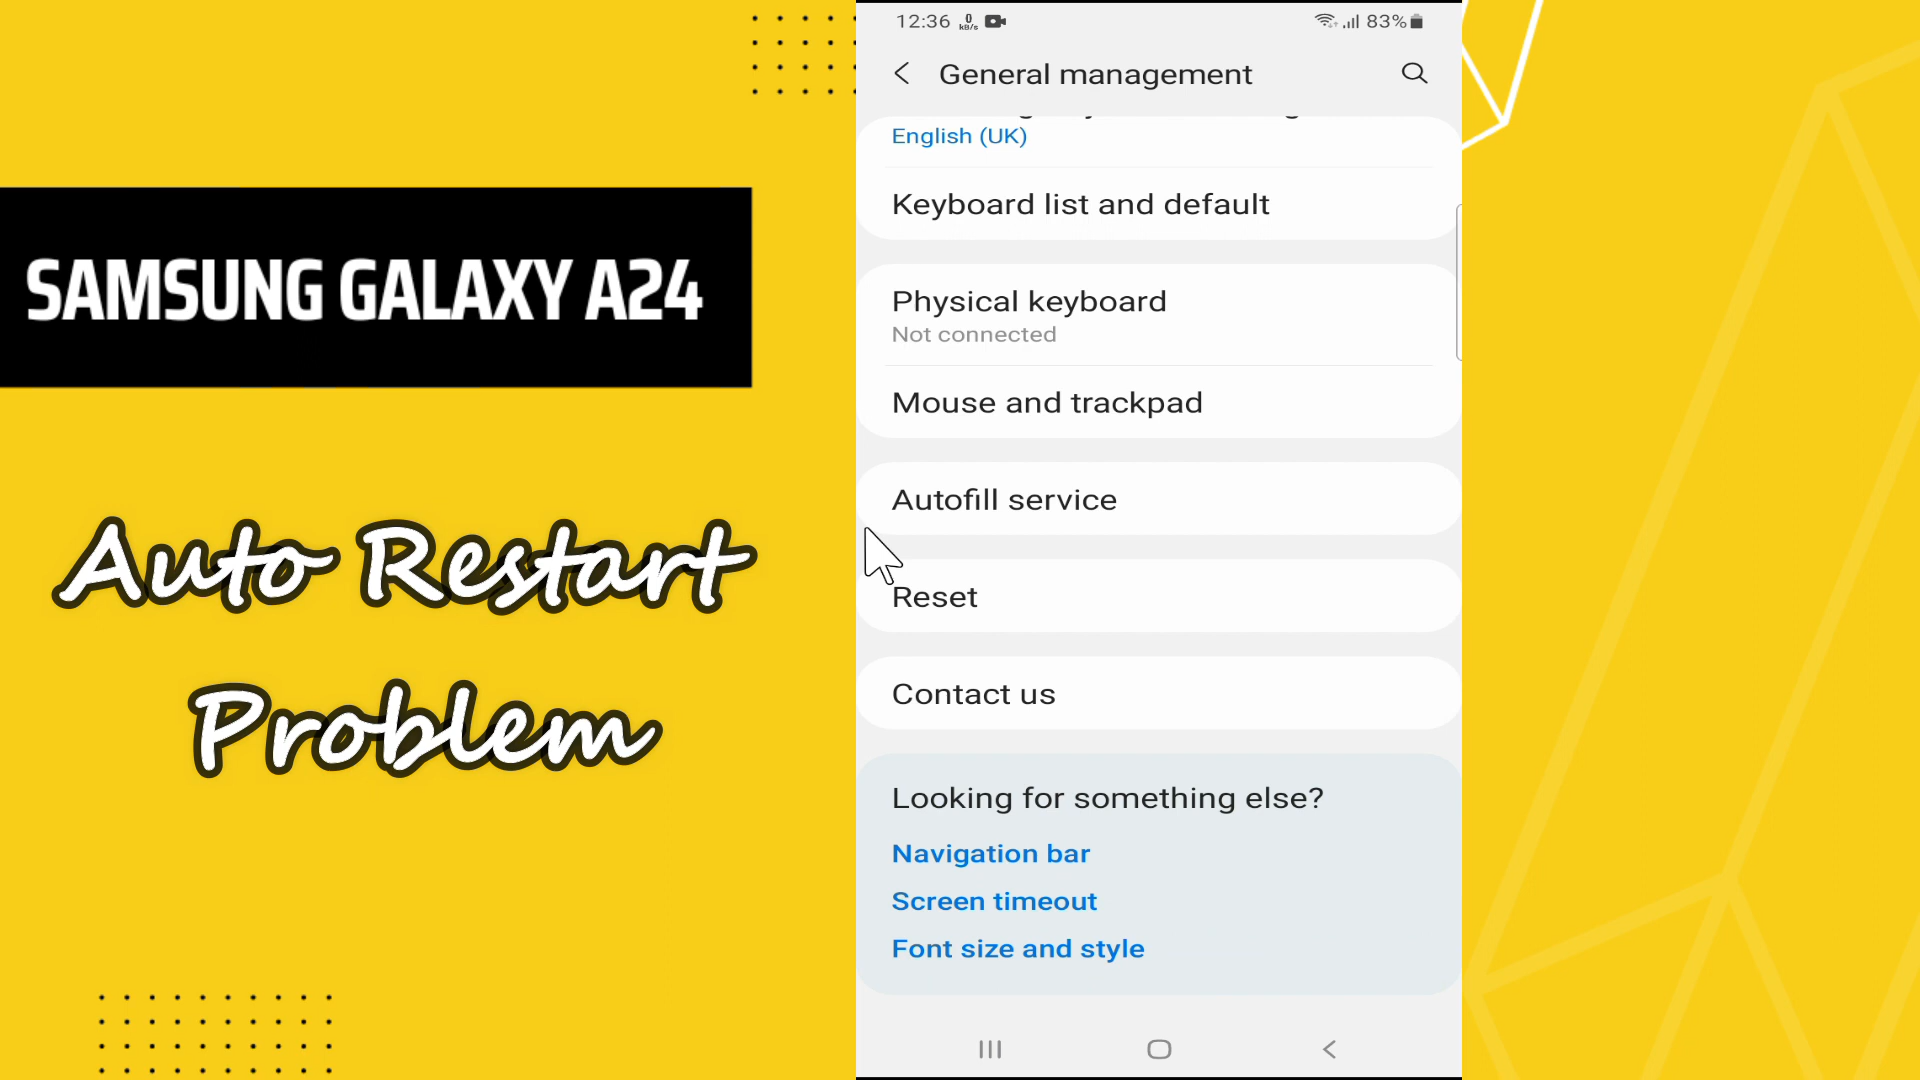 SAMSUNG GALAXY A24
Auto Restart
Problem
12:36 0 kB/s 83%
General management
English (UK)
Keyboard list and default
Physical keyboard
Not connected
Mouse and trackpad
Autofill service
Reset
Contact us
Looking for something else?
Navigation bar
Screen timeout
Font size and style